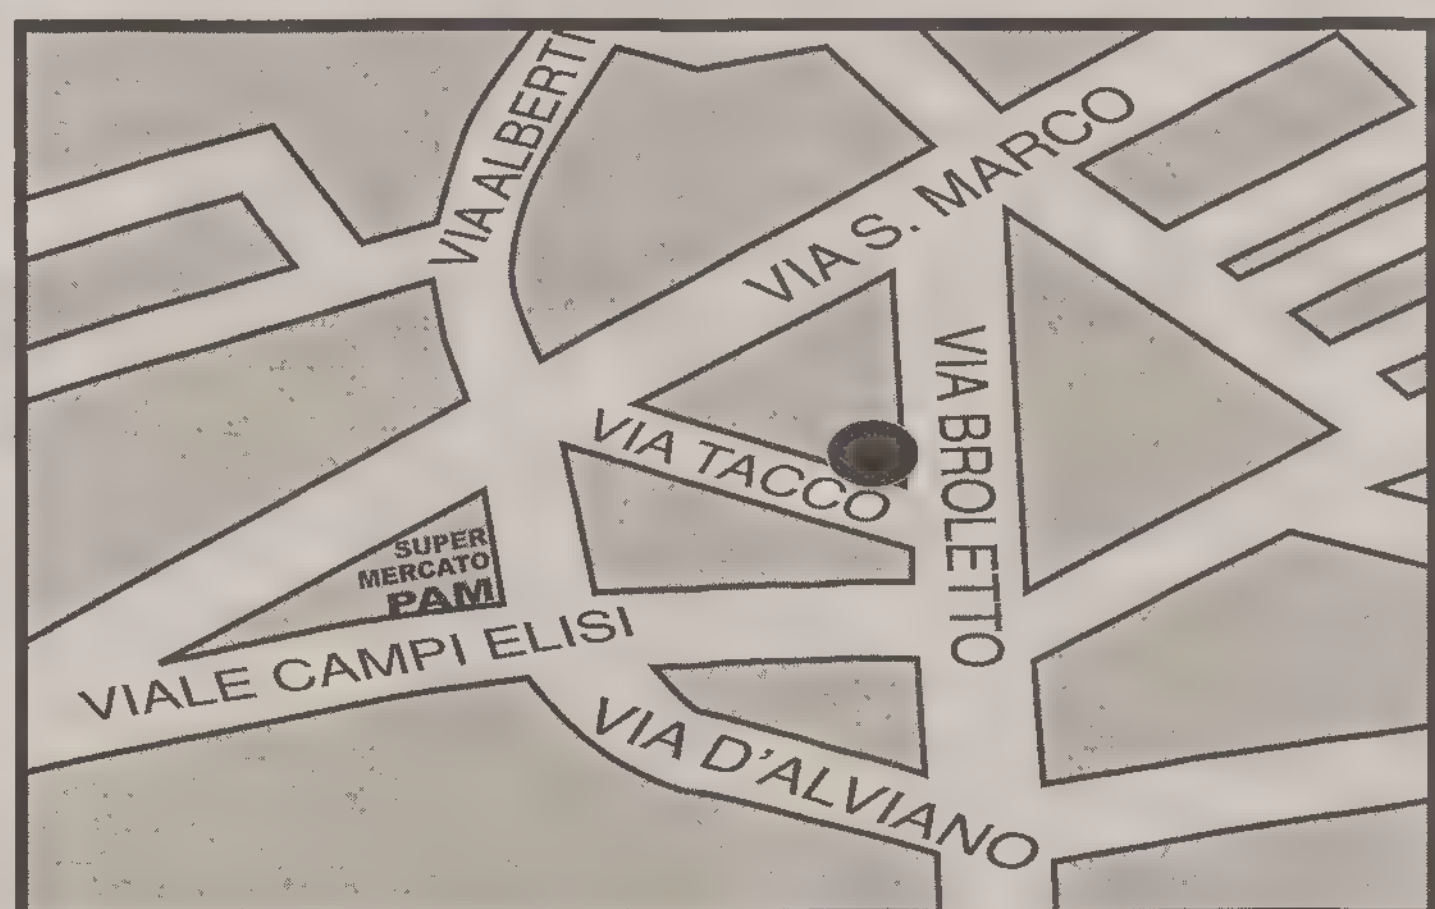 VIA ALBERTI
VIA S. MARCO
VIA BROLETTO
VIA TACCO
SUPER
MERCATO
PAM
VIALE CAMPI ELISI
VIA D'ALVIANO